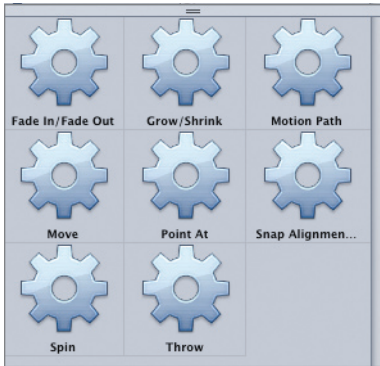 Fade In/Fade Out
Grow/Shrink
Motion Path
Move
Point At
Snap Alignmen...
Spin
Throw